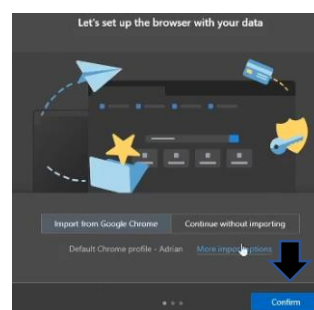 Let's set up the browser with your data
Import from Google Chrome
Continue without importing
Default Chrome profile - Adrian
More import options
Confirm